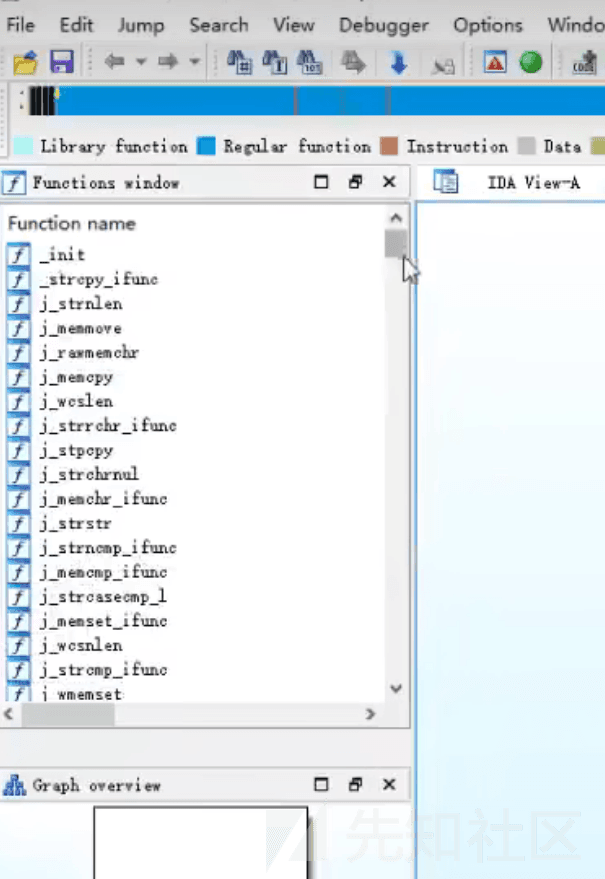 File Edit Jump Search View Debugger Options Windo
Library function Regular function Instruction Data
Functions window
IDA View-A
Function name
_init
_strcpy_ifunc
j_strnlen
j_memmove
j_rawmemchr
j_memcpy
j_wcslen
j_strrchr_ifunc
j_stpcpy
j_strchrnul
j_memchr_ifunc
j_strstr
j_strncmp_ifunc
j_memcmp_ifunc
j_strcasecmp_l
j_memset_ifunc
j_wcsnlen
j_strcmp_ifunc
j_wmemset
Graph overview
先知社区